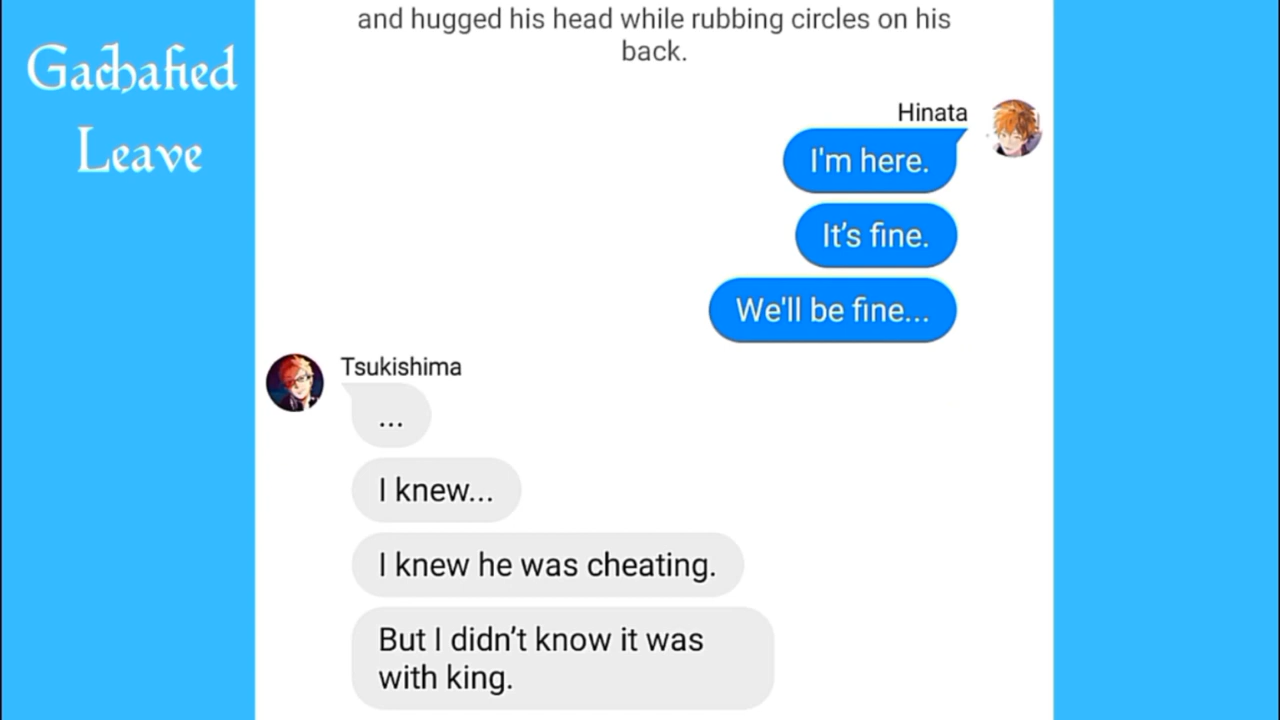 Gachafied
Leave
and hugged his head while rubbing circles on his
back.
Hinata
I'm here.
It’s fine.
We'll be fine...
Tsukishima
...
I knew...
I knew he was cheating.
But I didn’t know it was
with king.